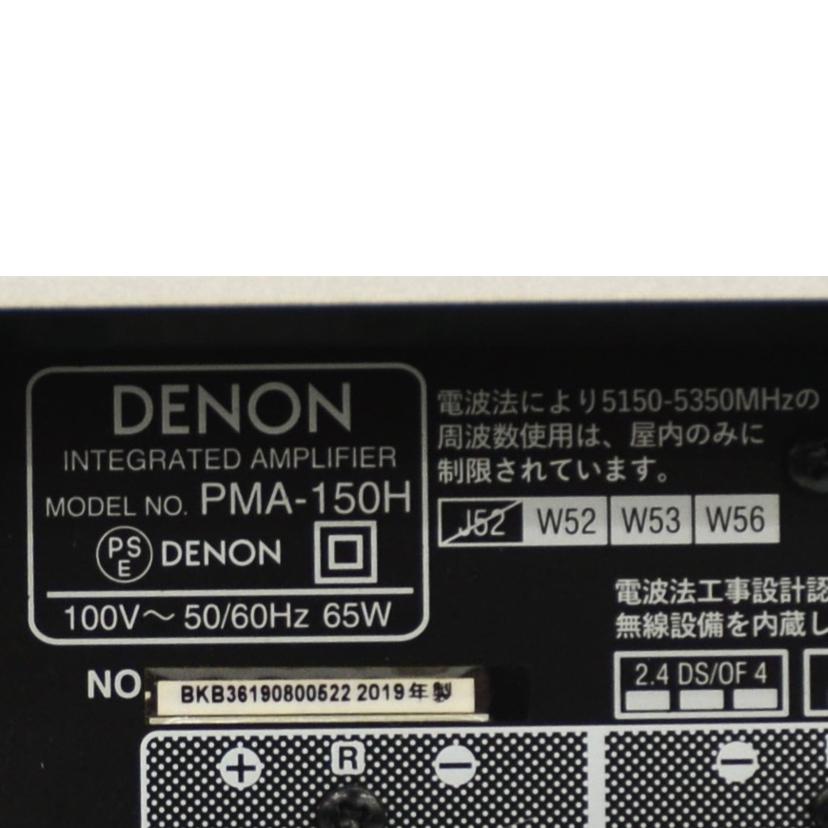 DENON
INTEGRATED AMPLIFIER
MODEL NO. PMA-150H
PS
E
DENON
100V～ 50/60Hz 65W
電波法により5150-5350MHzの
周波数使用は、屋内のみに
制限されています。
J52 W52 W53 W56
電波法工事設計認
無線設備を内蔵し
2.4 DS/OF 4
NO.
BKB36190800522 2019年製
+ R −
−